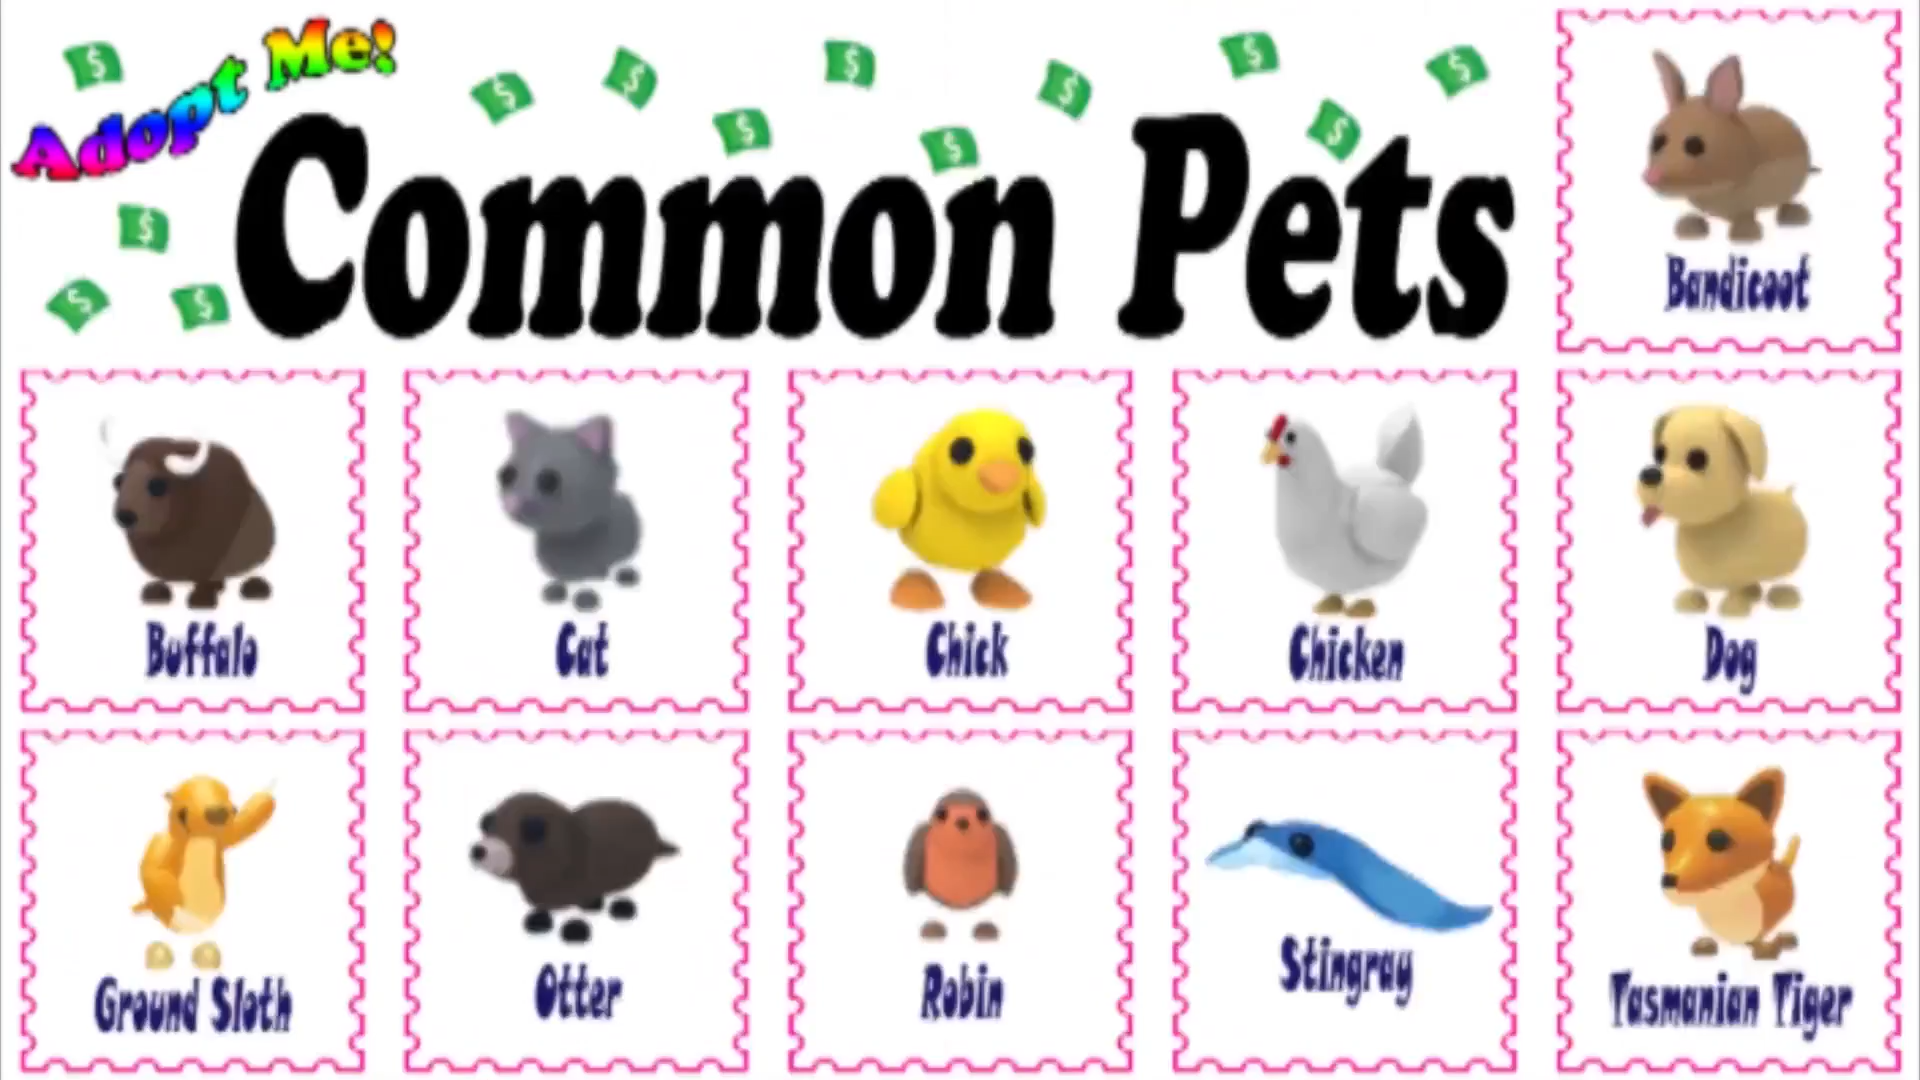 Adopt Me!
Common Pets
Bandicoot
Buffalo
Cat
Chick
Chicken
Dog
Ground Sloth
Otter
Robin
Stingray
Tasmanian Tiger